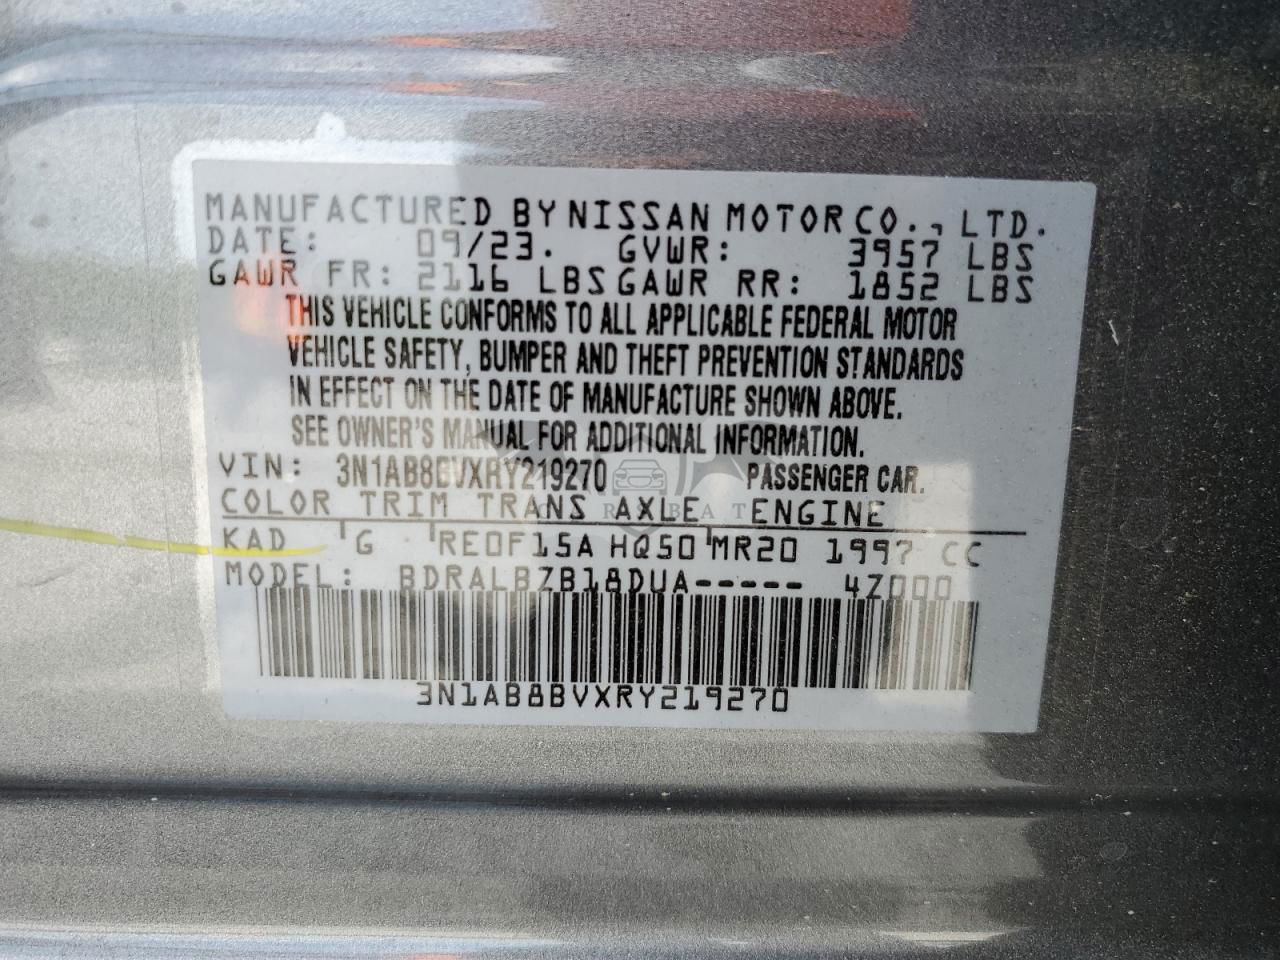 MANUFACTURED BY NISSAN MOTOR CO., LTD.
DATE: 09/23. GVWR: 3957 LBS
GAWR FR: 2116 LBS GAWR RR: 1852 LBS
THIS VEHICLE CONFORMS TO ALL APPLICABLE FEDERAL MOTOR
VEHICLE SAFETY, BUMPER AND THEFT PREVENTION STANDARDS
IN EFFECT ON THE DATE OF MANUFACTURE SHOWN ABOVE.
SEE OWNER'S MANUAL FOR ADDITIONAL INFORMATION.
VIN: 3N1AB8BVXRY219270 PASSENGER CAR.
COLOR TRIM TRANS AXLE ENGINE
KAD G RE0F15A HQ50 MR20 1997 CC
MODEL: BDRALBZB18DUA----- 4Z000
3N1AB8BVXRY219270